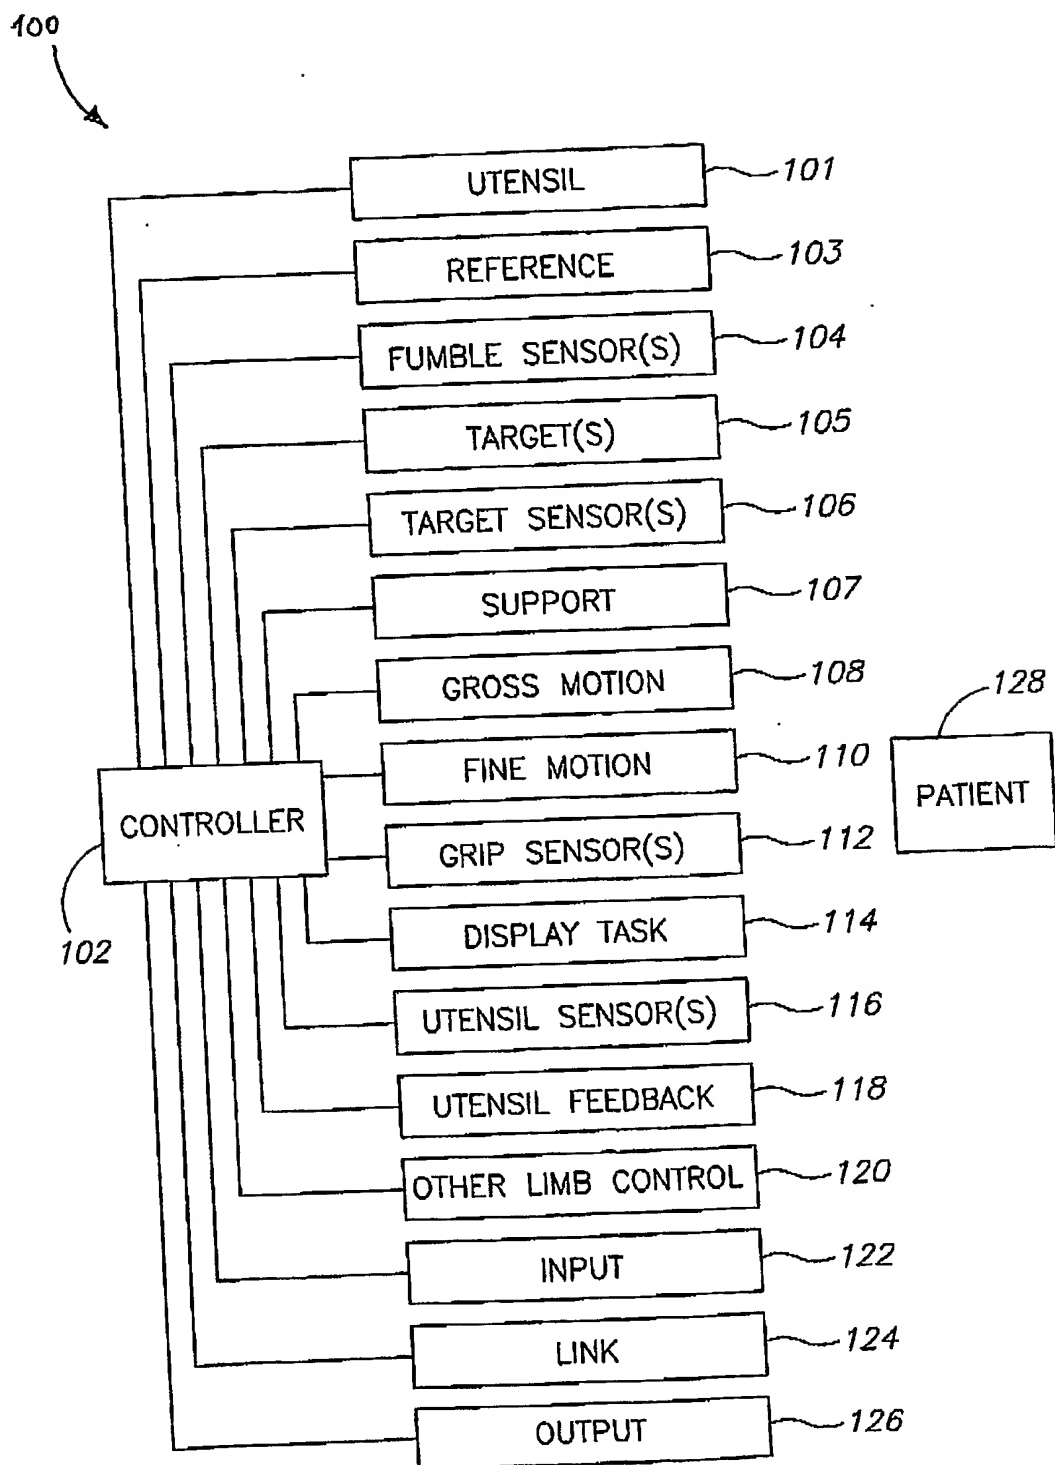 100
UTENSIL 101
REFERENCE 103
FUMBLE SENSOR(S) 104
TARGET(S) 105
TARGET SENSOR(S) 106
SUPPORT 107
GROSS MOTION 108
128
FINE MOTION 110
PATIENT
CONTROLLER
GRIP SENSOR(S) 112
102
DISPLAY TASK 114
UTENSIL SENSOR(S) 116
UTENSIL FEEDBACK 118
OTHER LIMB CONTROL 120
INPUT 122
LINK 124
OUTPUT 126